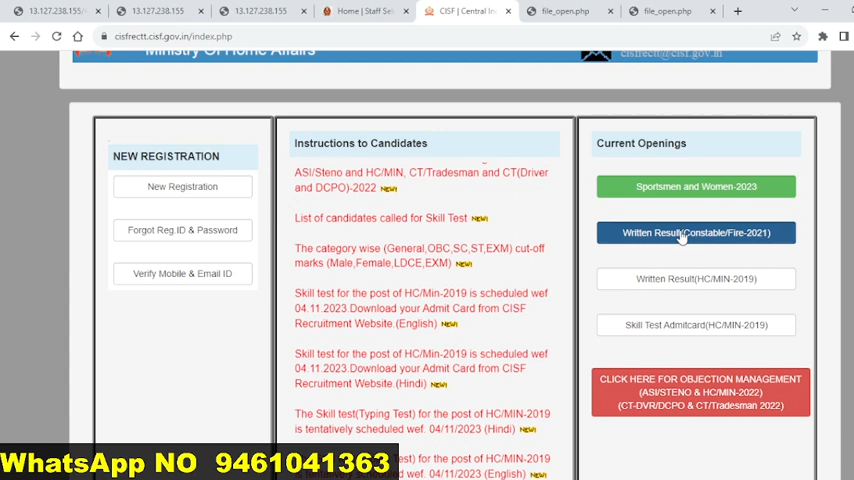 13.127.238.155/
13.127.238.155
13.127.238.155
Home | Staff Sel
CISF | Central In
file_open.php
file_open.php
cisfrectt.cisf.gov.in/index.php
Ministry Of Home Affairs
cisfrectt@cisf.gov.in
NEW REGISTRATION
New Registration
Forgot Reg.ID & Password
Verify Mobile & Email ID
Instructions to Candidates
ASI/Steno and HC/MIN, CT/Tradesman and CT(Driver
and DCPO)-2022 NEW!
List of candidates called for Skill Test NEW!
The category wise (General,OBC,SC,ST,EXM) cut-off
marks (Male,Female,LDCE,EXM) NEW!
Skill test for the post of HC/Min-2019 is scheduled wef
04.11.2023.Download your Admit Card from CISF
Recruitment Website.(English) NEW!
Skill test for the post of HC/Min-2019 is scheduled wef
04.11.2023.Download your Admit Card from CISF
Recruitment Website.(Hindi) NEW!
The Skill test(Typing Test) for the post of HC/MIN-2019
is tentatively scheduled wef. 04/11/2023 (Hindi) NEW!
for the post of HC/MIN-2019
wef. 04/11/2023 (English) NEW!
Current Openings
Sportsmen and Women-2023
Written Result(Constable/Fire-2021)
Written Result(HC/MIN-2019)
Skill Test Admitcard(HC/MIN-2019)
CLICK HERE FOR OBJECTION MANAGEMENT
(ASI/STENO & HC/MIN-2022)
(CT-DVR/DCPO & CT/Tradesman 2022)
WhatsApp NO 9461041363